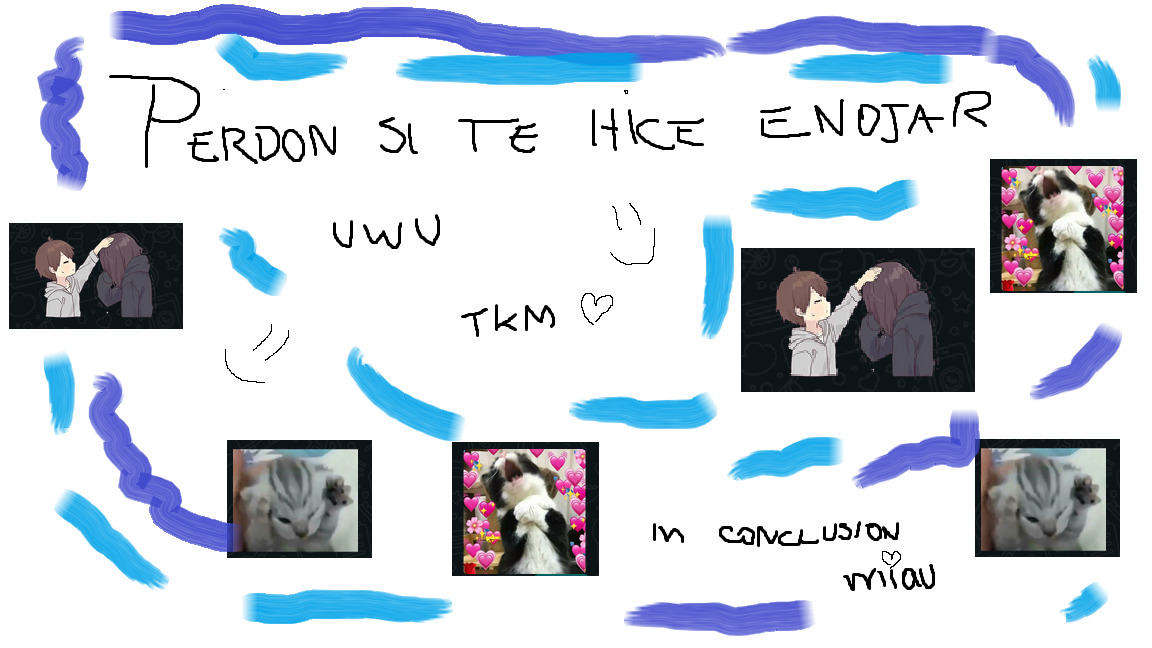 PERDON SI TE HICE ENOJAR
UWU
TKM ♡
IN CONCLUSION
miau